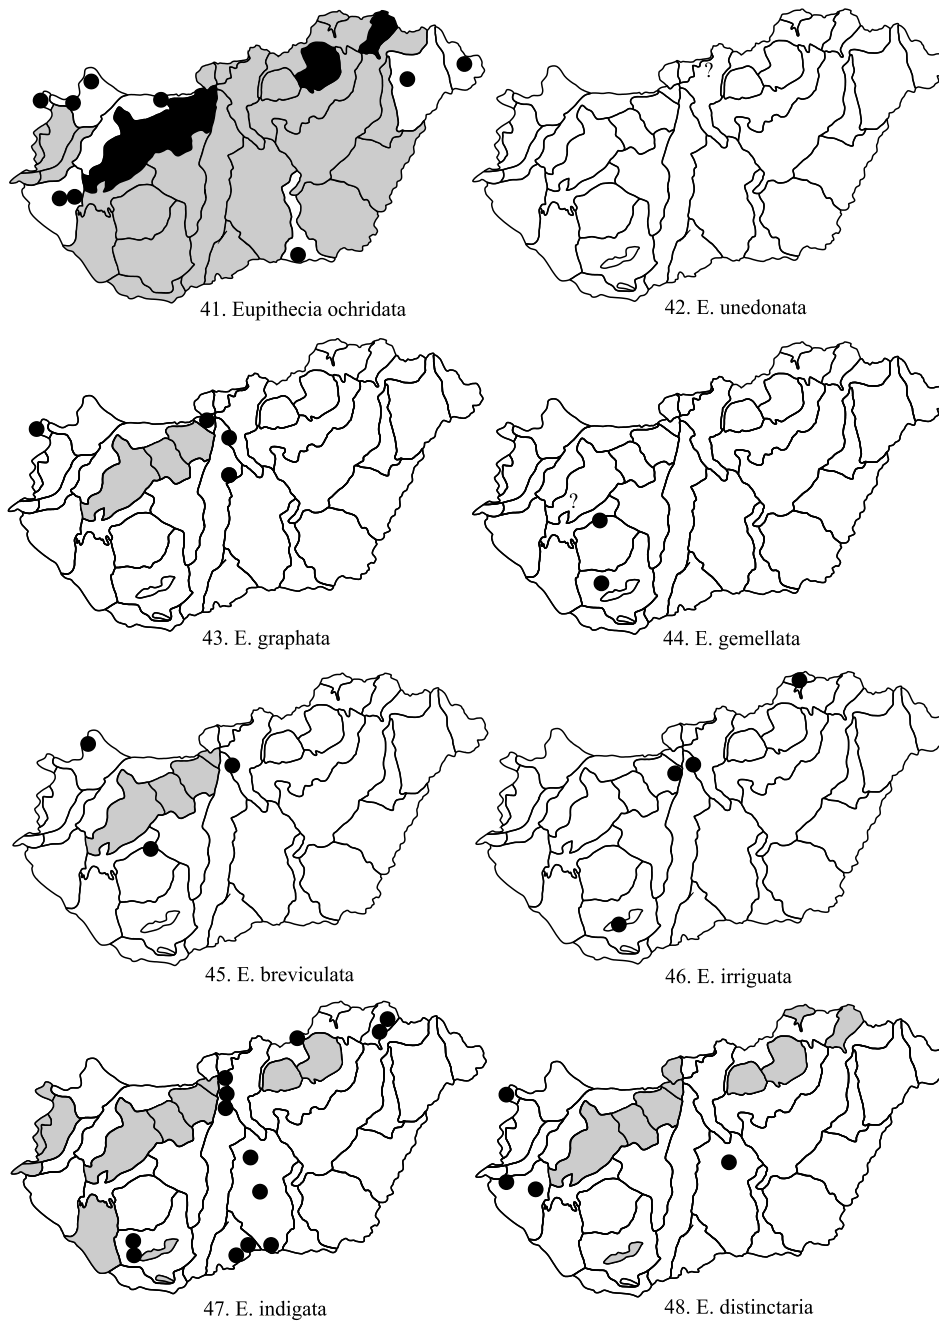 ?
41. Eupithecia ochridata
42. E. unedonata
?
43. E. graphata
44. E. gemellata
45. E. breviculata
46. E. irriguata
47. E. indigata
48. E. distinctaria